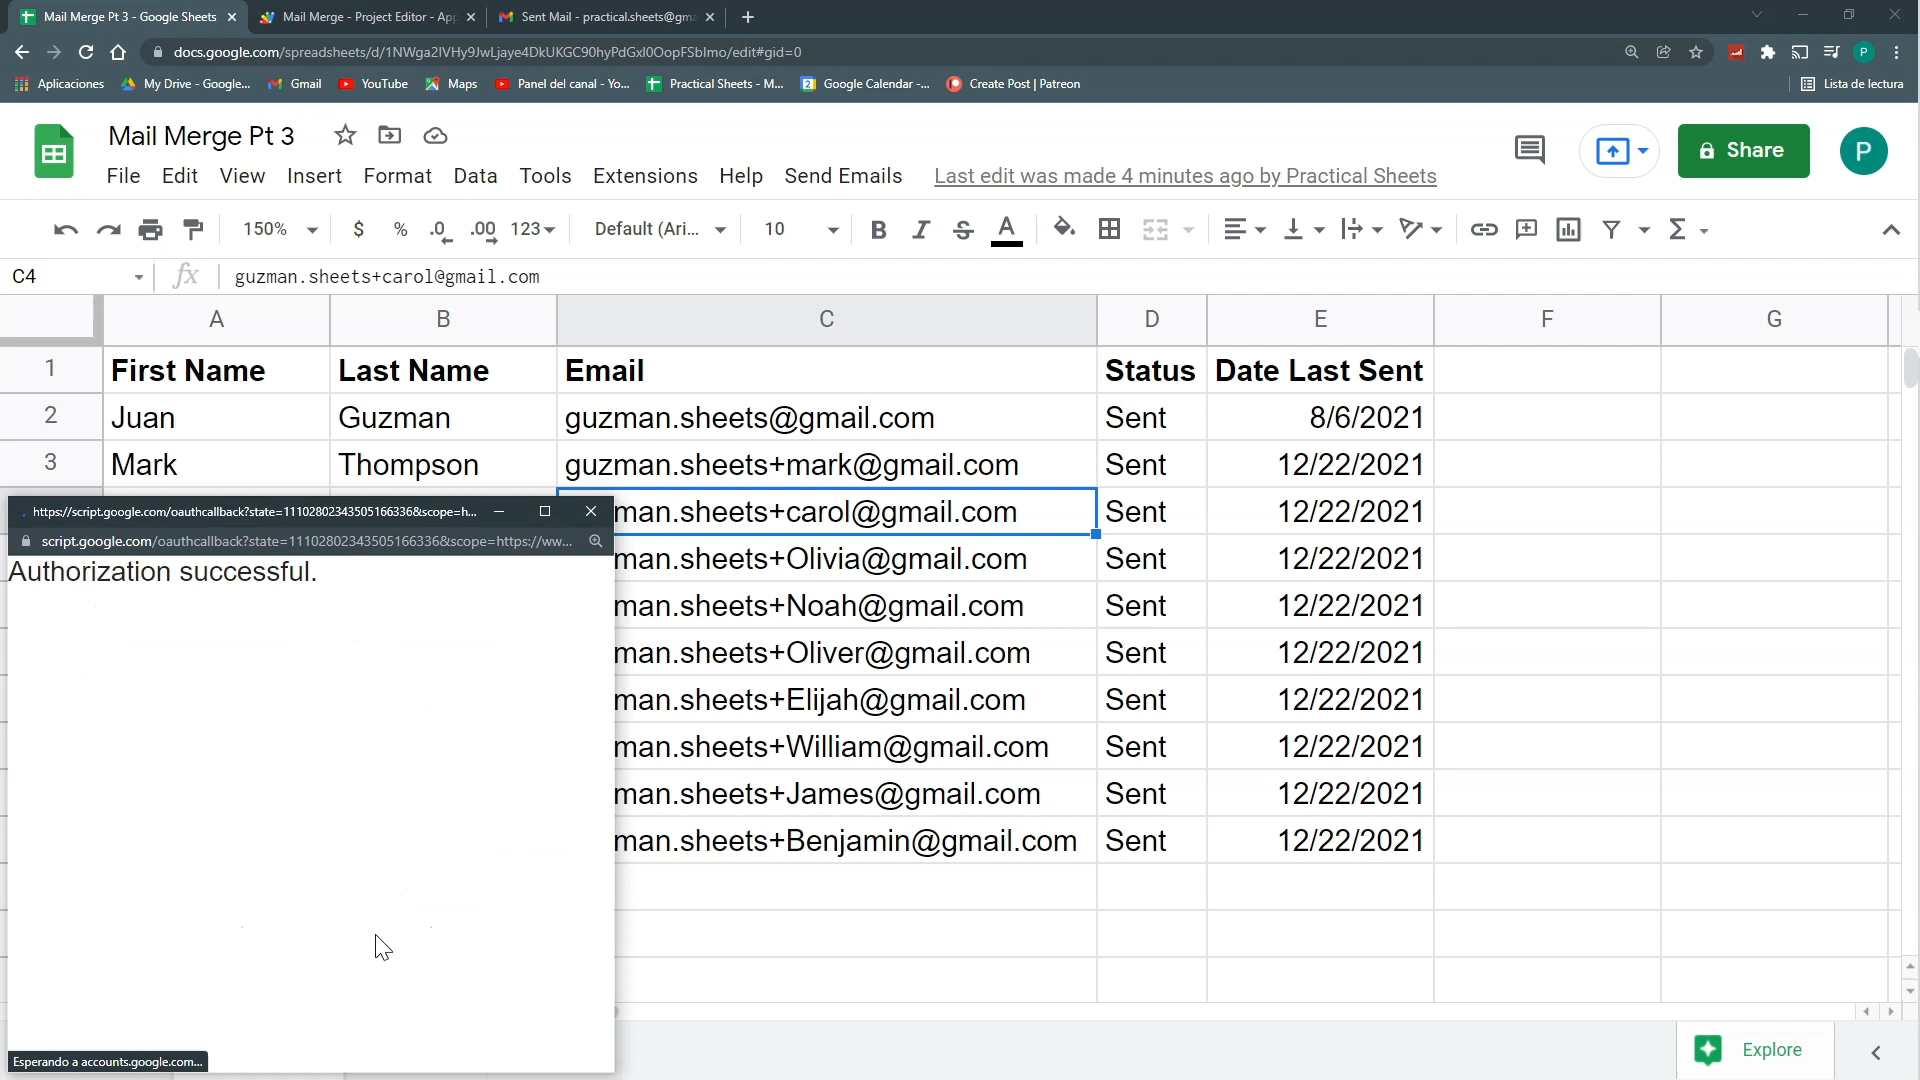 Mail Merge Pt 3 - Google Sheets
Mail Merge - Project Editor - App
Sent Mail - practical.sheets@gma
docs.google.com/spreadsheets/d/1NWga2lVHy9JwLjaye4DkUKGC90hyPdGxl0OopFSbImo/edit#gid=0
P
Aplicaciones
My Drive - Google...
Gmail
YouTube
Maps
Panel del canal - Yo...
Practical Sheets - M...
Google Calendar -...
Create Post | Patreon
Lista de lectura
Mail Merge Pt 3
Share
P
File Edit View Insert Format Data Tools Extensions Help Send Emails Last edit was made 4 minutes ago by Practical Sheets
150% $ % .0 .00 123 Default (Ari... 10 B I S A Σ
C4 fx guzman.sheets+carol@gmail.com
A B C D E F G
1 First Name Last Name Email Status Date Last Sent
2 Juan Guzman guzman.sheets@gmail.com Sent 8/6/2021
3 Mark Thompson guzman.sheets+mark@gmail.com Sent 12/22/2021
man.sheets+carol@gmail.com Sent 12/22/2021
man.sheets+Olivia@gmail.com Sent 12/22/2021
man.sheets+Noah@gmail.com Sent 12/22/2021
man.sheets+Oliver@gmail.com Sent 12/22/2021
man.sheets+Elijah@gmail.com Sent 12/22/2021
man.sheets+William@gmail.com Sent 12/22/2021
man.sheets+James@gmail.com Sent 12/22/2021
man.sheets+Benjamin@gmail.com Sent 12/22/2021
https://script.google.com/oauthcallback?state=11102802343505166336&scope=h...
script.google.com/oauthcallback?state=11102802343505166336&scope=https://ww...
Authorization successful.
Esperando a accounts.google.com...
Explore